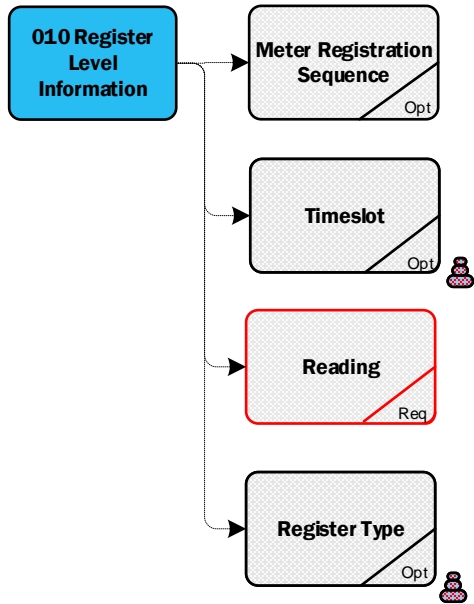 010 Register
Level
Information
Meter Registration
Sequence
Opt
Timeslot
Opt
Reading
Req
Register Type
Opt